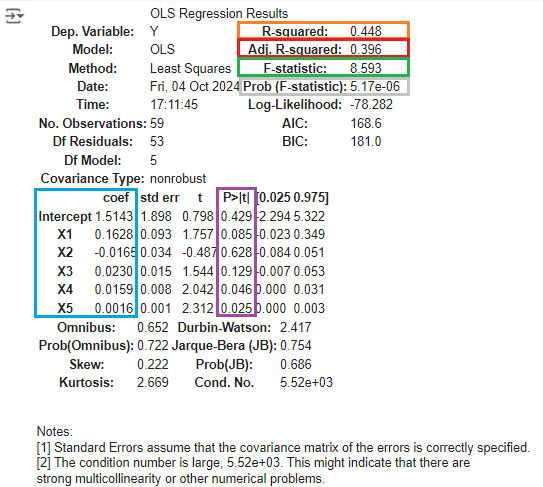 OLS Regression Results
Dep. Variable: Y R-squared: 0.448
Model: OLS Adj. R-squared: 0.396
Method: Least Squares F-statistic: 8.593
Date: Fri, 04 Oct 2024 Prob (F-statistic): 5.17e-06
Time: 17:11:45 Log-Likelihood: -78.282
No. Observations: 59 AIC: 168.6
Df Residuals: 53 BIC: 181.0
Df Model: 5
Covariance Type: nonrobust
coef std err t P>|t| [0.025 0.975]
Intercept 1.5143 1.898 0.798 0.429 -2.294 5.322
X1 0.1628 0.093 1.757 0.085 -0.023 0.349
X2 -0.0165 0.034 -0.487 0.628 -0.084 0.051
X3 0.0230 0.015 1.544 0.129 -0.007 0.053
X4 0.0159 0.008 2.042 0.046 0.000 0.031
X5 0.0016 0.001 2.312 0.025 0.000 0.003
Omnibus: 0.652 Durbin-Watson: 2.417
Prob(Omnibus): 0.722 Jarque-Bera (JB): 0.754
Skew: 0.222 Prob(JB): 0.686
Kurtosis: 2.669 Cond. No. 5.52e+03
Notes:
[1] Standard Errors assume that the covariance matrix of the errors is correctly specified.
[2] The condition number is large, 5.52e+03. This might indicate that there are
strong multicollinearity or other numerical problems.